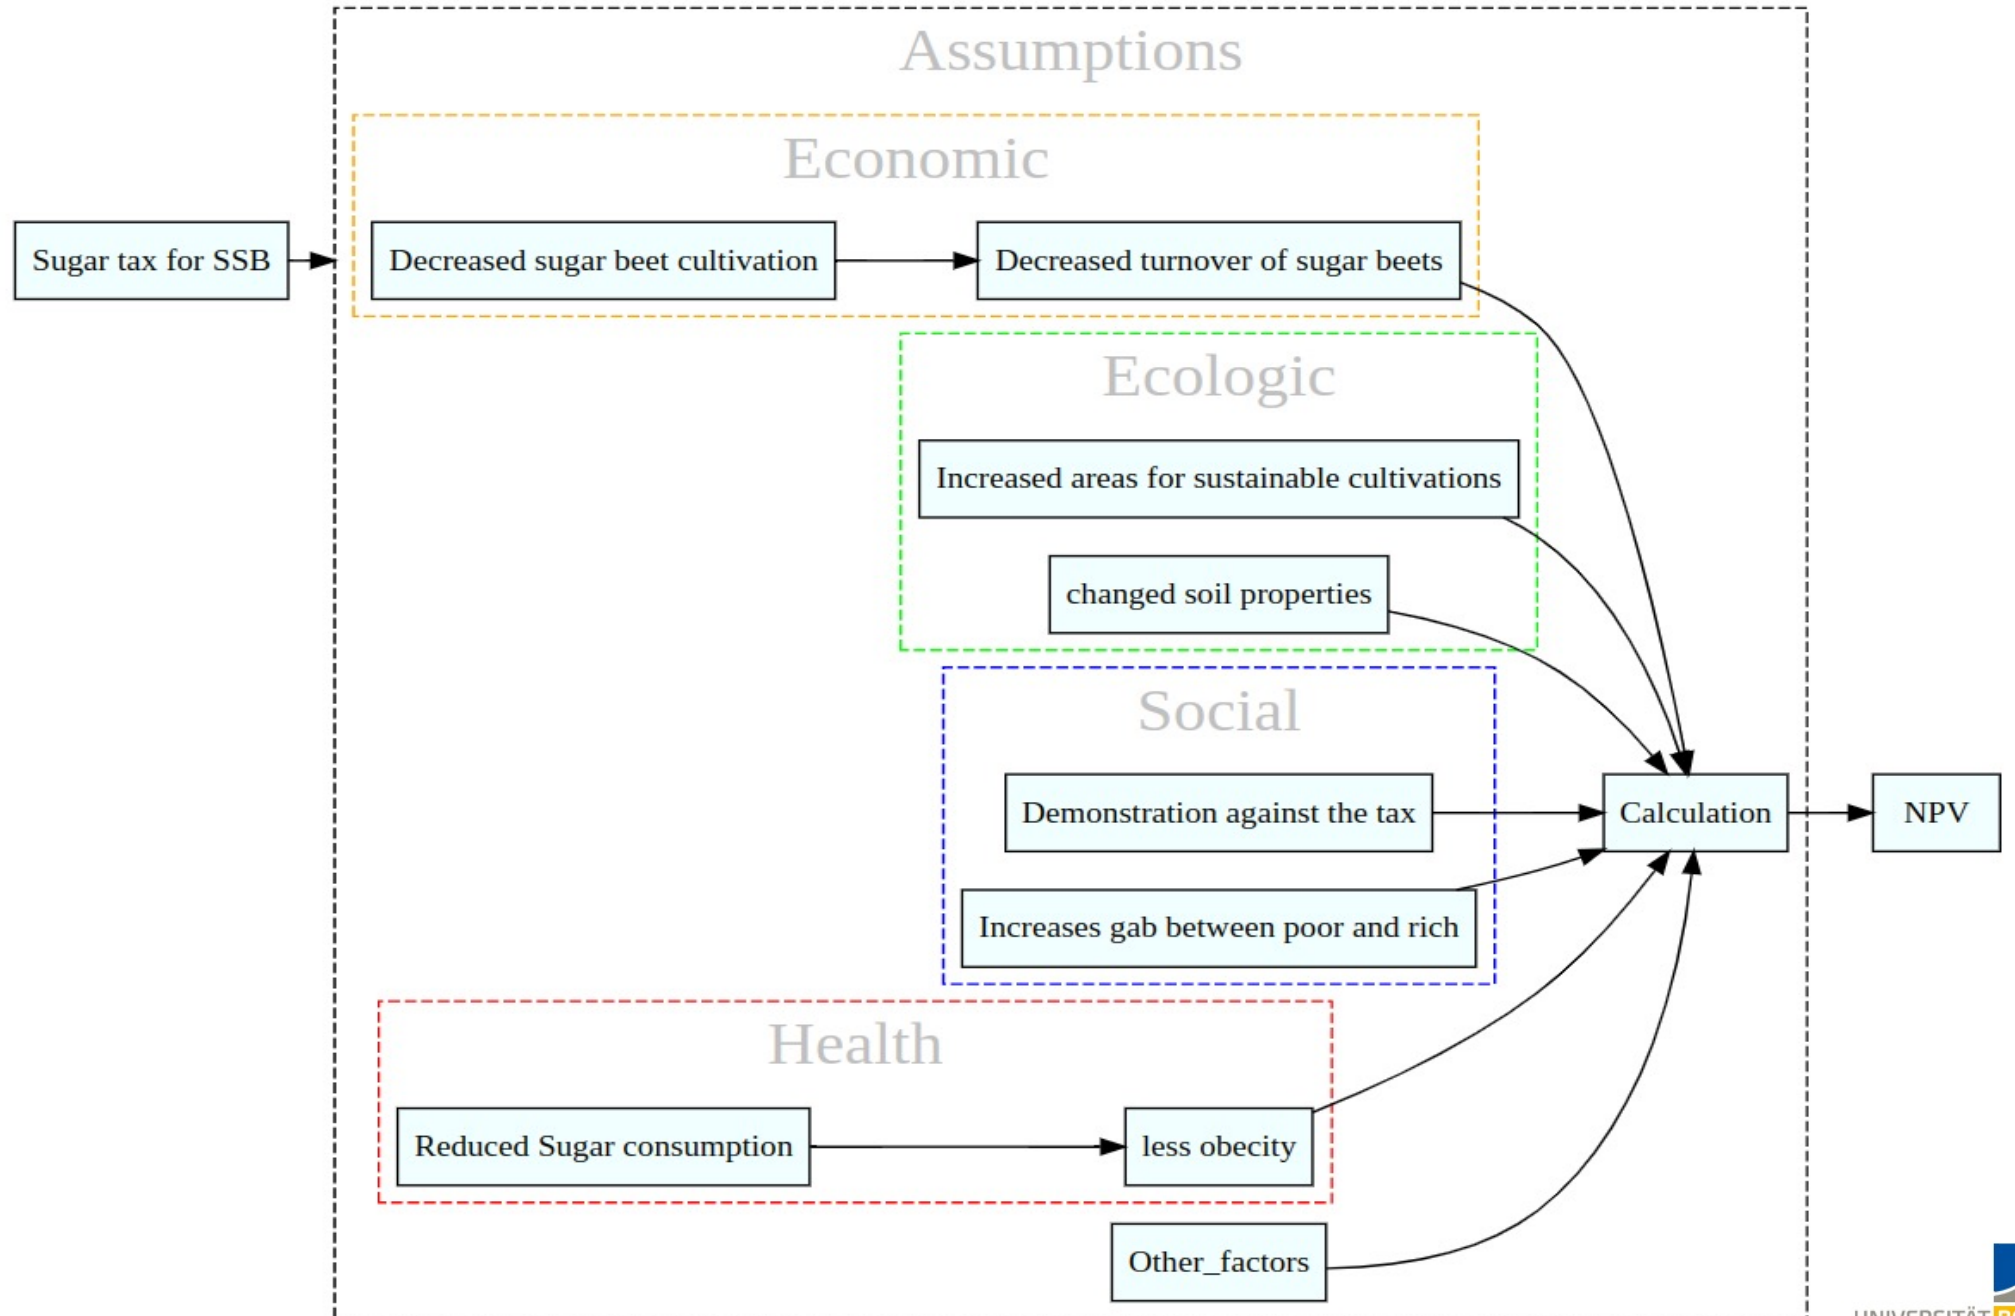 Assumptions
Economic
Sugar tax for SSB
Decreased sugar beet cultivation
Decreased turnover of sugar beets
Ecologic
Increased areas for sustainable cultivations
changed soil properties
Social
Demonstration against the tax
Calculation
NPV
Increases gab between poor and rich
Health
Reduced Sugar consumption
less obecity
Other_factors
UNIVERSITÄT